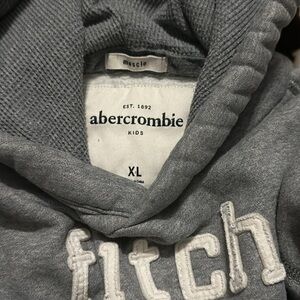 muscle
EST. 1892
abercrombie
KIDS
XL
fitch